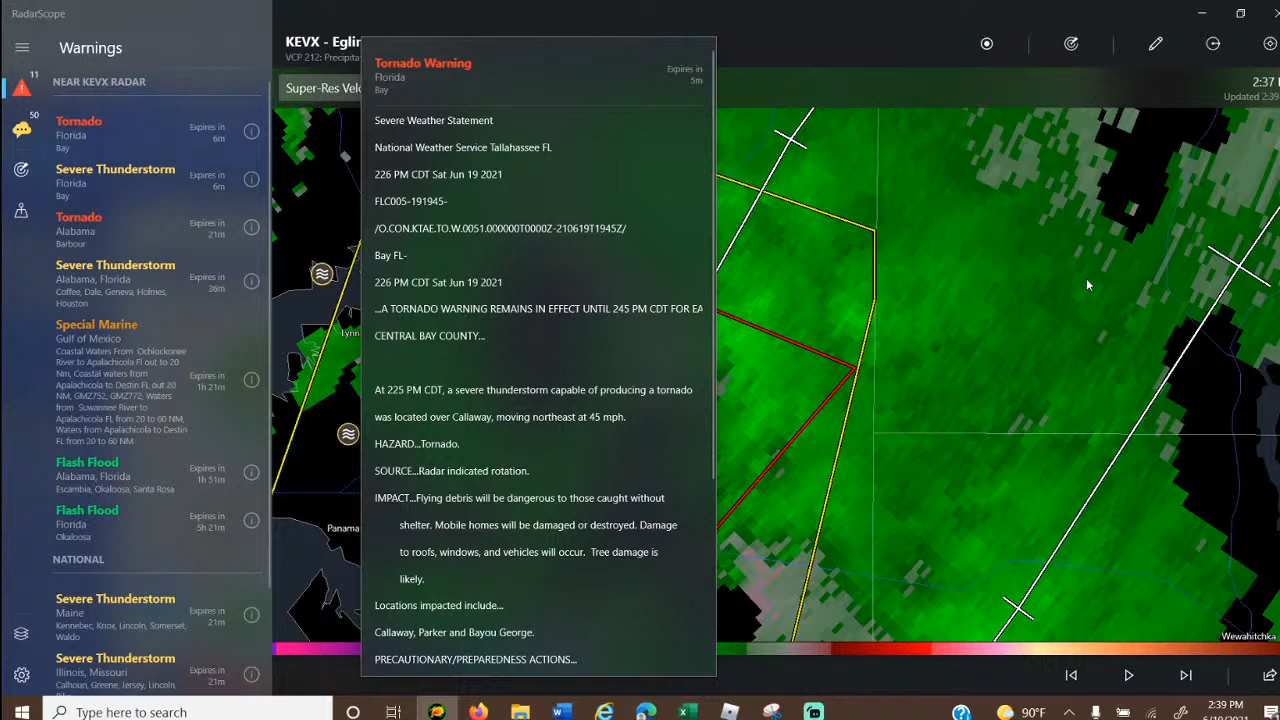 RadarScope
Warnings
11
50
NEAR KEVX RADAR
Tornado
Florida
Bay
Expires in
6m
Severe Thunderstorm
Florida
Bay
Expires in
6m
Tornado
Alabama
Barbour
Expires in
21m
Severe Thunderstorm
Alabama, Florida
Coffee, Dale, Geneva, Holmes,
Houston
Expires in
36m
Special Marine
Gulf of Mexico
Coastal Waters From Ochlockonee
River to Apalachicola Fl out to 20
Nm, Coastal waters from
Apalachicola to Destin FL out 20
NM, GMZ752, GMZ772, Waters
from Suwannee River to
Apalachicola FL from 20 to 60 NM,
Waters from Apalachicola to Destin
FL from 20 to 60 NM
Expires in
1h 21m
Flash Flood
Alabama, Florida
Escambia, Okaloosa, Santa Rosa
Expires in
1h 51m
Flash Flood
Florida
Okaloosa
Expires in
5h 21m
NATIONAL
Severe Thunderstorm
Maine
Kennebec, Knox, Lincoln, Somerset,
Waldo
Expires in
21m
Severe Thunderstorm
Illinois, Missouri
Calhoun, Greene, Jersey, Lincoln,
Expires in
21m
KEVX - Eglin
VCP 212: Precipita
Super-Res Velo
2:37 P
Updated 2:39
Tornado Warning
Florida
Bay
Expires in
5m
Severe Weather Statement
National Weather Service Tallahassee FL
226 PM CDT Sat Jun 19 2021
FLC005-191945-
/O.CON.KTAE.TO.W.0051.000000T0000Z-210619T1945Z/
Bay FL-
226 PM CDT Sat Jun 19 2021
...A TORNADO WARNING REMAINS IN EFFECT UNTIL 245 PM CDT FOR EA
CENTRAL BAY COUNTY...
At 225 PM CDT, a severe thunderstorm capable of producing a tornado
was located over Callaway, moving northeast at 45 mph.
HAZARD...Tornado.
SOURCE...Radar indicated rotation.
IMPACT...Flying debris will be dangerous to those caught without
shelter. Mobile homes will be damaged or destroyed. Damage
to roofs, windows, and vehicles will occur. Tree damage is
likely.
Locations impacted include...
Callaway, Parker and Bayou George.
PRECAUTIONARY/PREPAREDNESS ACTIONS...
Lynn
Panama
Wewahitchka
Type here to search
90°F
2:39 PM